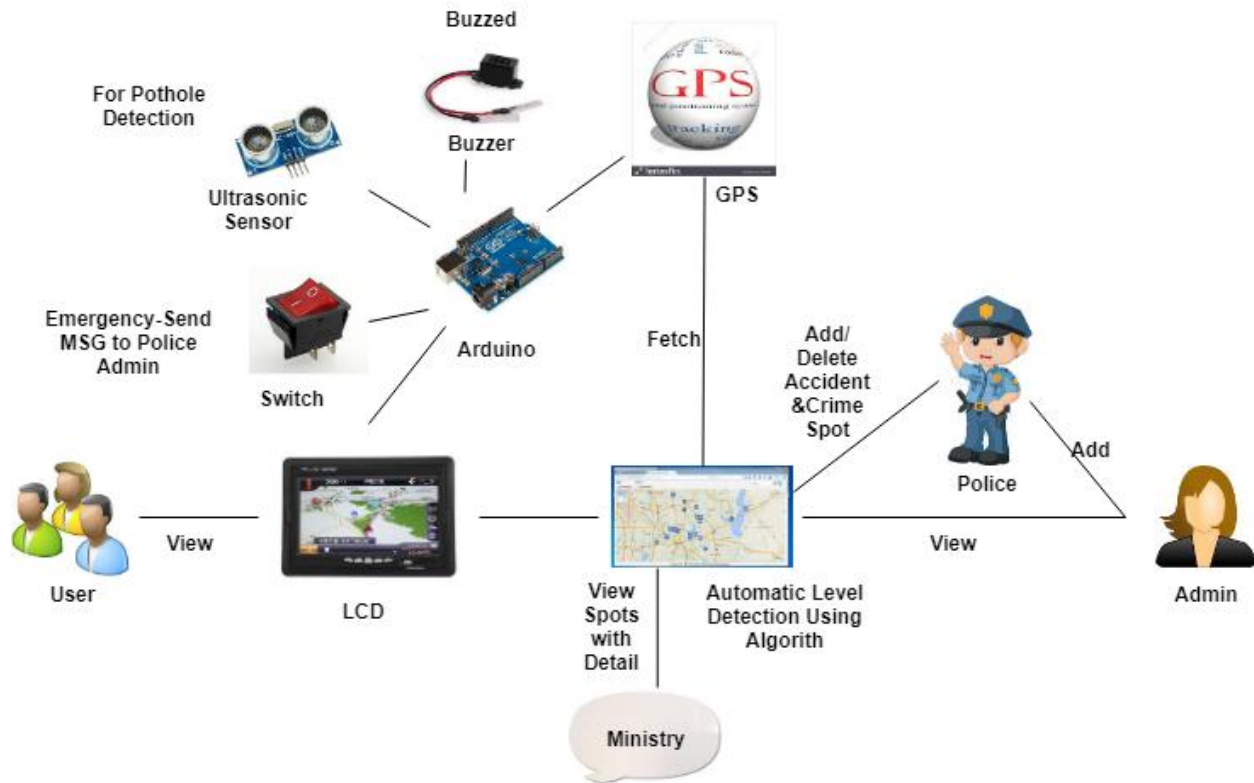 Buzzed
For Pothole
Detection
GPS
tracking
Buzzer
Ultrasonic
Sensor
GPS
Emergency-Send
MSG to Police
Admin
Arduino
Switch
Fetch
Add/
Delete
Accident
&Crime
Spot
Police
Add
View
View
User
LCD
View
Spots
with
Detail
Automatic Level
Detection Using
Algorith
Admin
Ministry